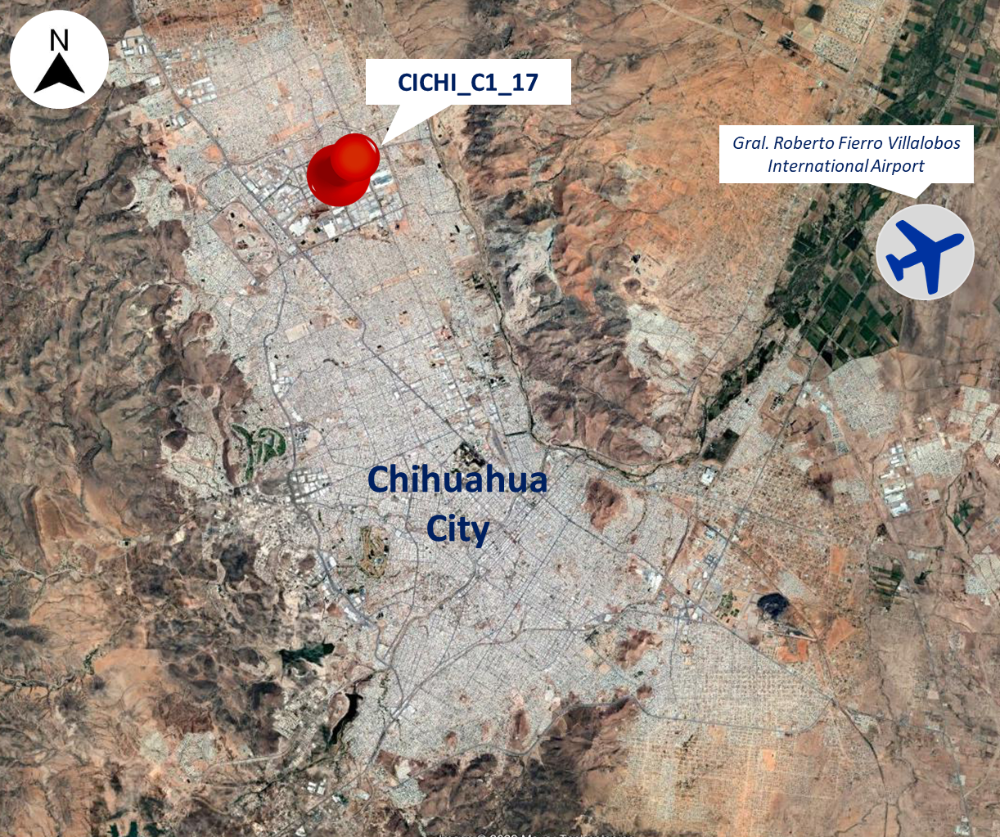 N
CICHI_C1_17
Gral. Roberto Fierro Villalobos
International Airport
Chihuahua
City